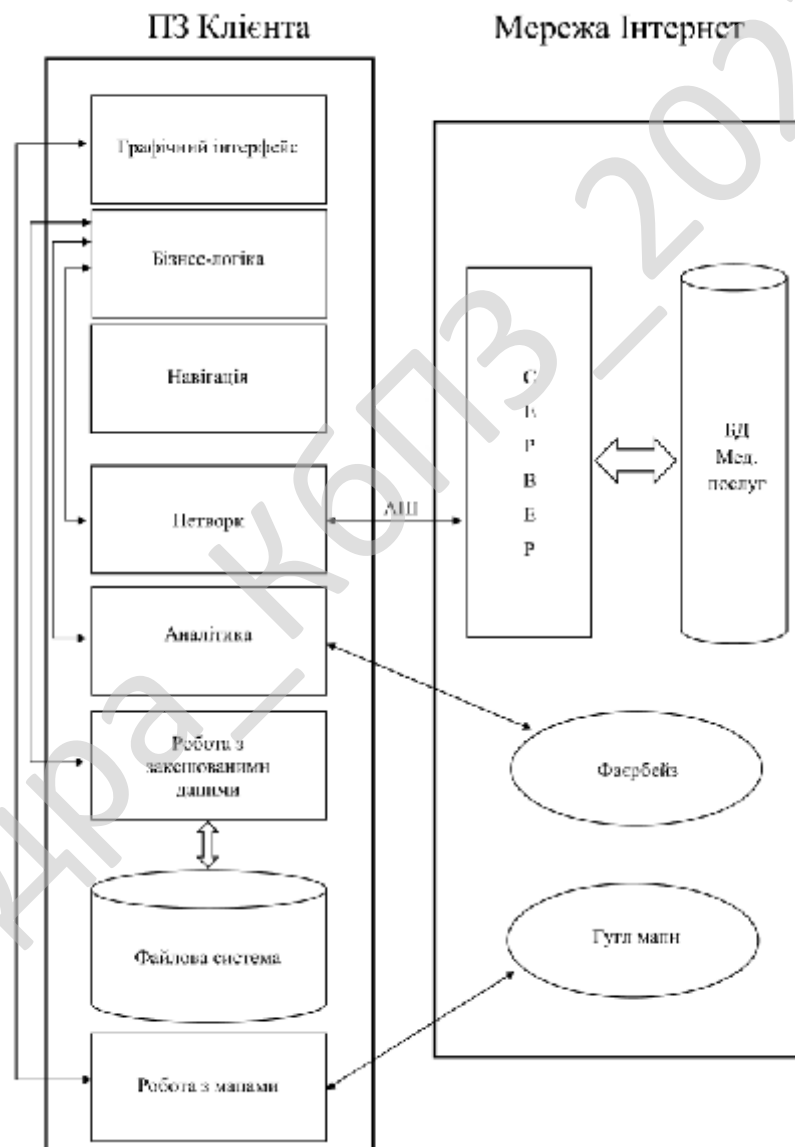 ПЗ Клієнта
Мережа Інтернет
Графічний інтерфейс
Бізнес-логіка
Навігація
Нетворк
АПІ
Аналітика
Робота з
закешованими
даними
Файлова система
Робота з мапами
С
Е
Р
В
Е
Р
БД
Мед.
послуг
Фаєрбейз
Гугл мапи
дра_КбПЗ_202